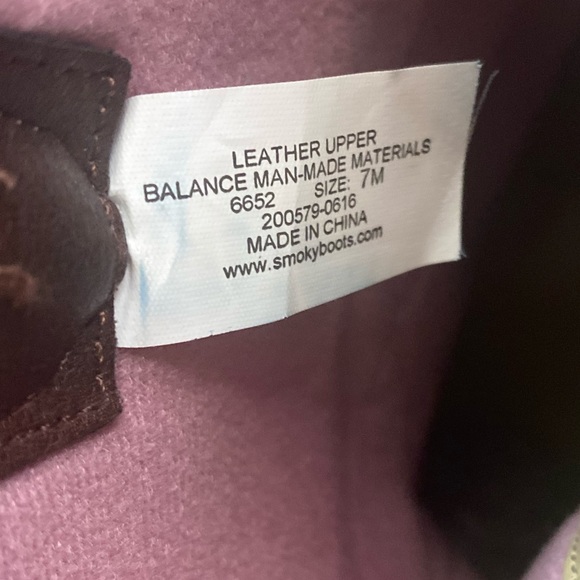 LEATHER UPPER
BALANCE MAN-MADE MATERIALS
6652 SIZE: 7M
200579-0616
MADE IN CHINA
www.smokyboots.com